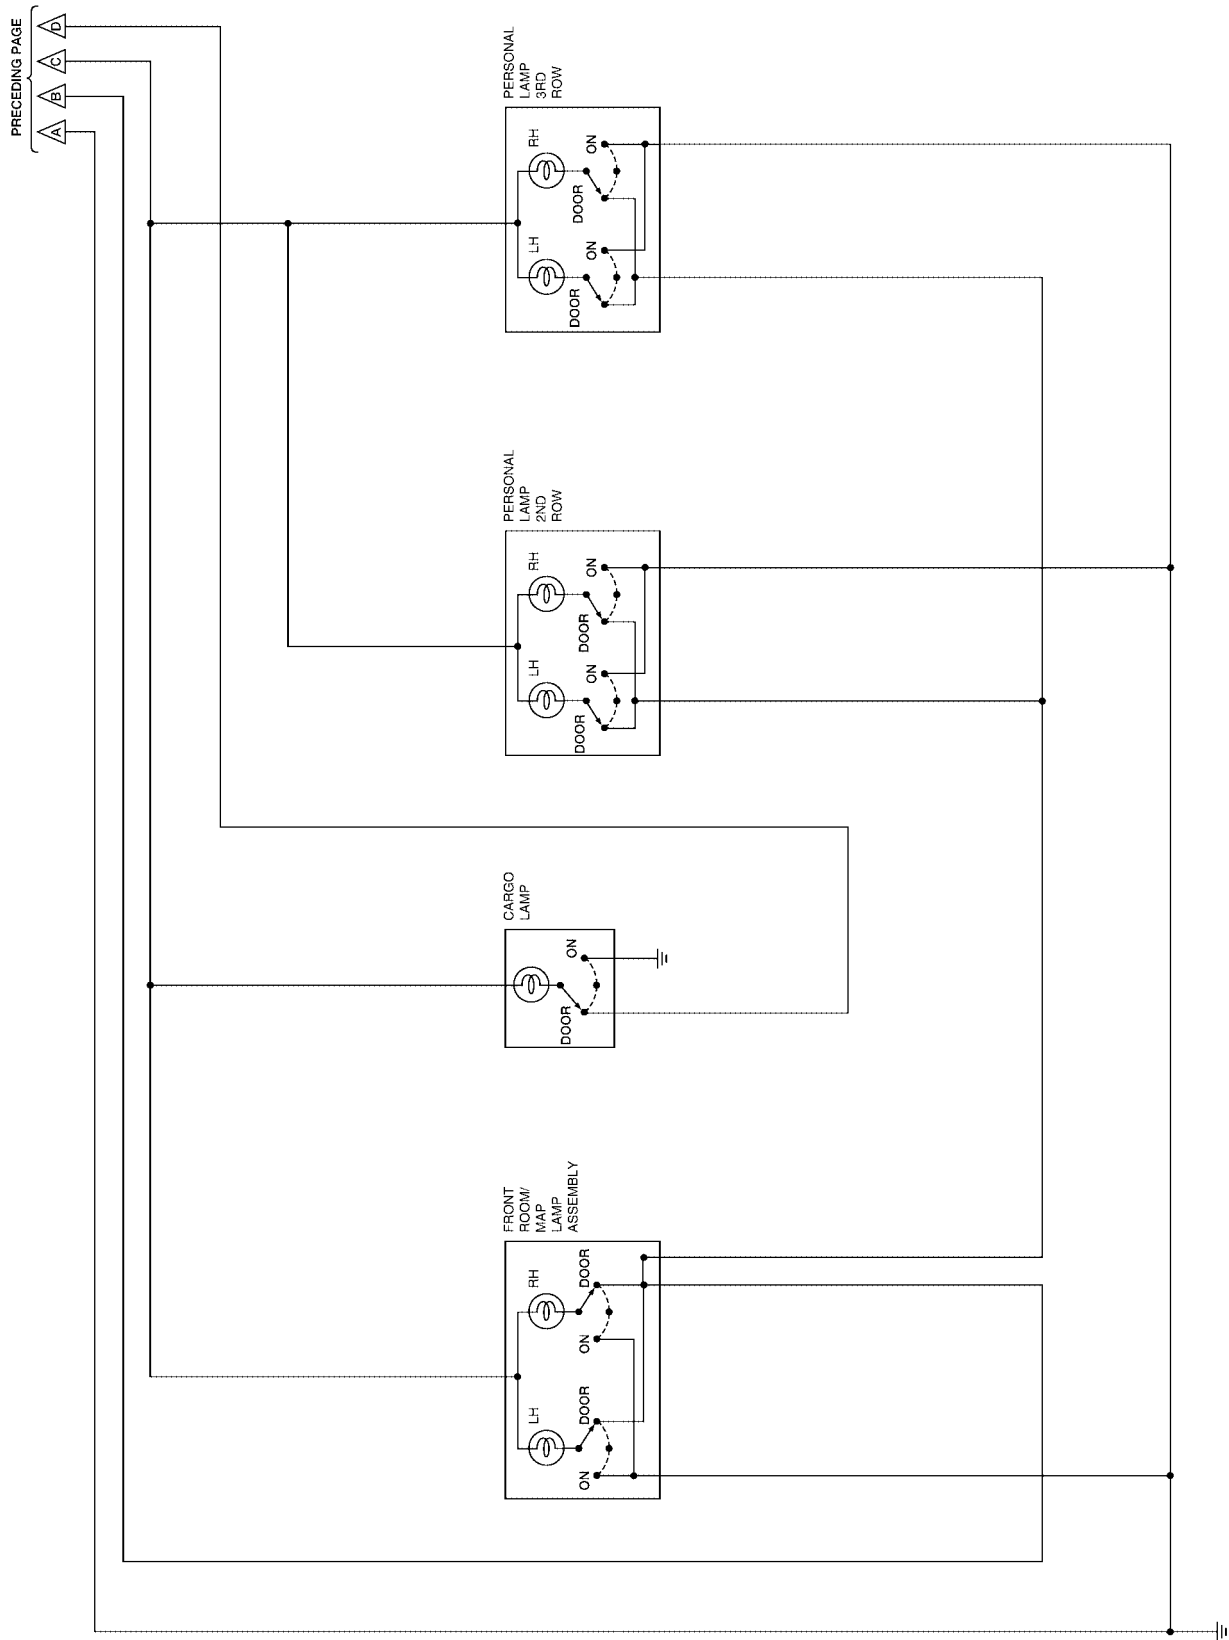 PRECEDING PAGE
A
B
C
D
FRONT
ROOM/
MAP
LAMP
ASSEMBLY
LH
RH
ON
DOOR
ON
DOOR
CARGO
LAMP
DOOR
ON
PERSONAL
LAMP
2ND
ROW
LH
RH
DOOR
ON
DOOR
ON
PERSONAL
LAMP
3RD
ROW
LH
RH
DOOR
ON
DOOR
ON